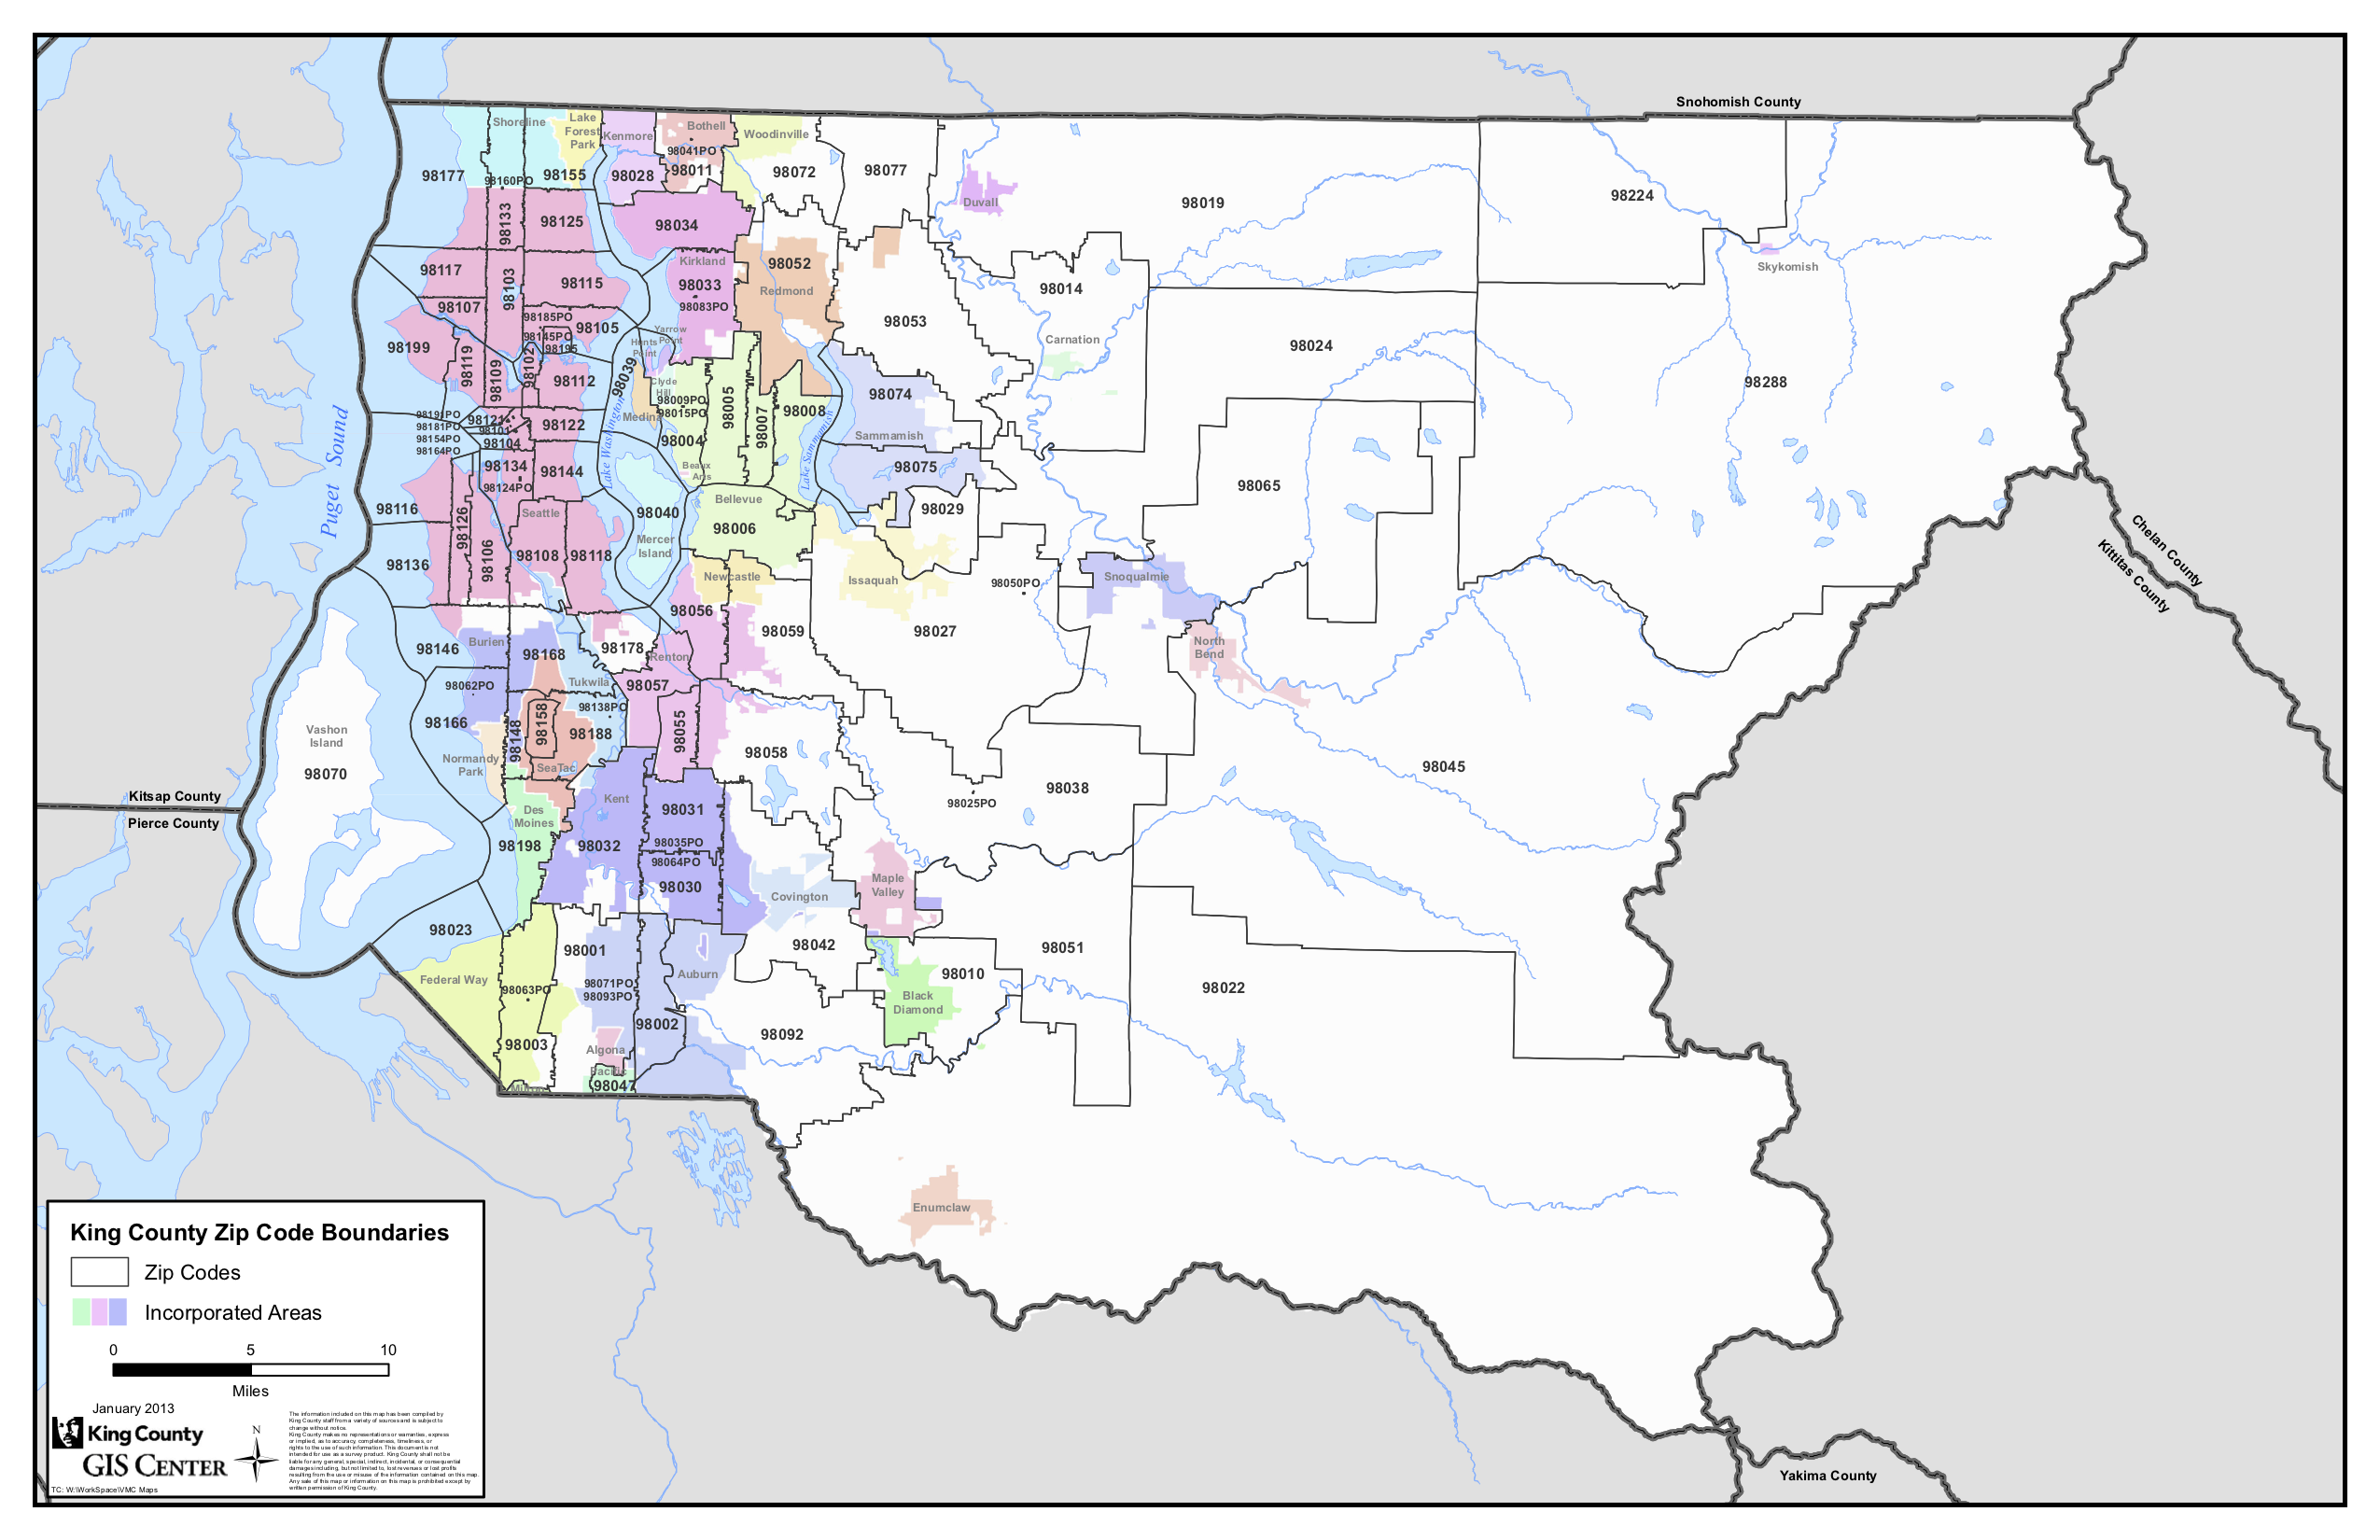 Snohomish County
Shoreline
Lake
Forest
Park
Kenmore
Bothell
Woodinville
98041PO
98177
98160PO
98155
98028
98011
98072
98077
Duvall
98019
98224
98133
98125
98034
Kirkland
98052
Redmond
Skykomish
98117
98103
98115
98033
98083PO
98014
98107
98185PO
98105
98053
98145PO
98195
Yarrow
Point
Hunts
Point
Carnation
98199
98119
98109
98102
98112
98039
Clyde
Hill
98024
98288
98009PO
98015PO
98005
98007
98008
98074
Medina
98191PO
98181PO
98154PO
98164PO
98121
98101
98104
98122
98004
Sammamish
Puget Sound
Lake Washington
Lake Sammamish
98134
98144
98124PO
Beaux
Arts
98075
98065
98116
98126
98106
Seattle
98040
Bellevue
98006
98029
Chelan County
Kittitas County
98136
98108
98118
Mercer
Island
Newcastle
Issaquah
98050PO
Snoqualmie
98056
98059
98027
North
Bend
98146
Burien
98168
98178
Renton
98062PO
Tukwila
98057
98166
98148
98158
98138PO
98188
98055
Vashon
Island
98070
Normandy
Park
SeaTac
98058
98045
Kitsap County
Pierce County
Kent
98031
98025PO
98038
Des
Moines
98198
98032
98035PO
98064PO
98030
Maple
Valley
Covington
98023
98001
98042
98051
Federal Way
98063PO
98071PO
98093PO
Auburn
98010
Black
Diamond
98022
98003
98002
98092
Algona
Pacific
98047
Milton
Enumclaw
King County Zip Code Boundaries
Zip Codes
Incorporated Areas
0 5 10
Miles
January 2013
King County
GIS CENTER
N
The information included on this map has been compiled by
King County staff from a variety of sources and is subject to
change without notice.
King County makes no representations or warranties, express
or implied, as to accuracy, completeness, timeliness, or
rights to the use of such information. This document is not
intended for use as a survey product. King County shall not be
liable for any general, special, indirect, incidental, or consequential
damages including, but not limited to, lost revenues or lost profits
resulting from the use or misuse of the information contained on this map.
Any sale of this map or information on this map is prohibited except by
written permission of King County.
TC: W:\WorkSpace\VMC Maps
Yakima County